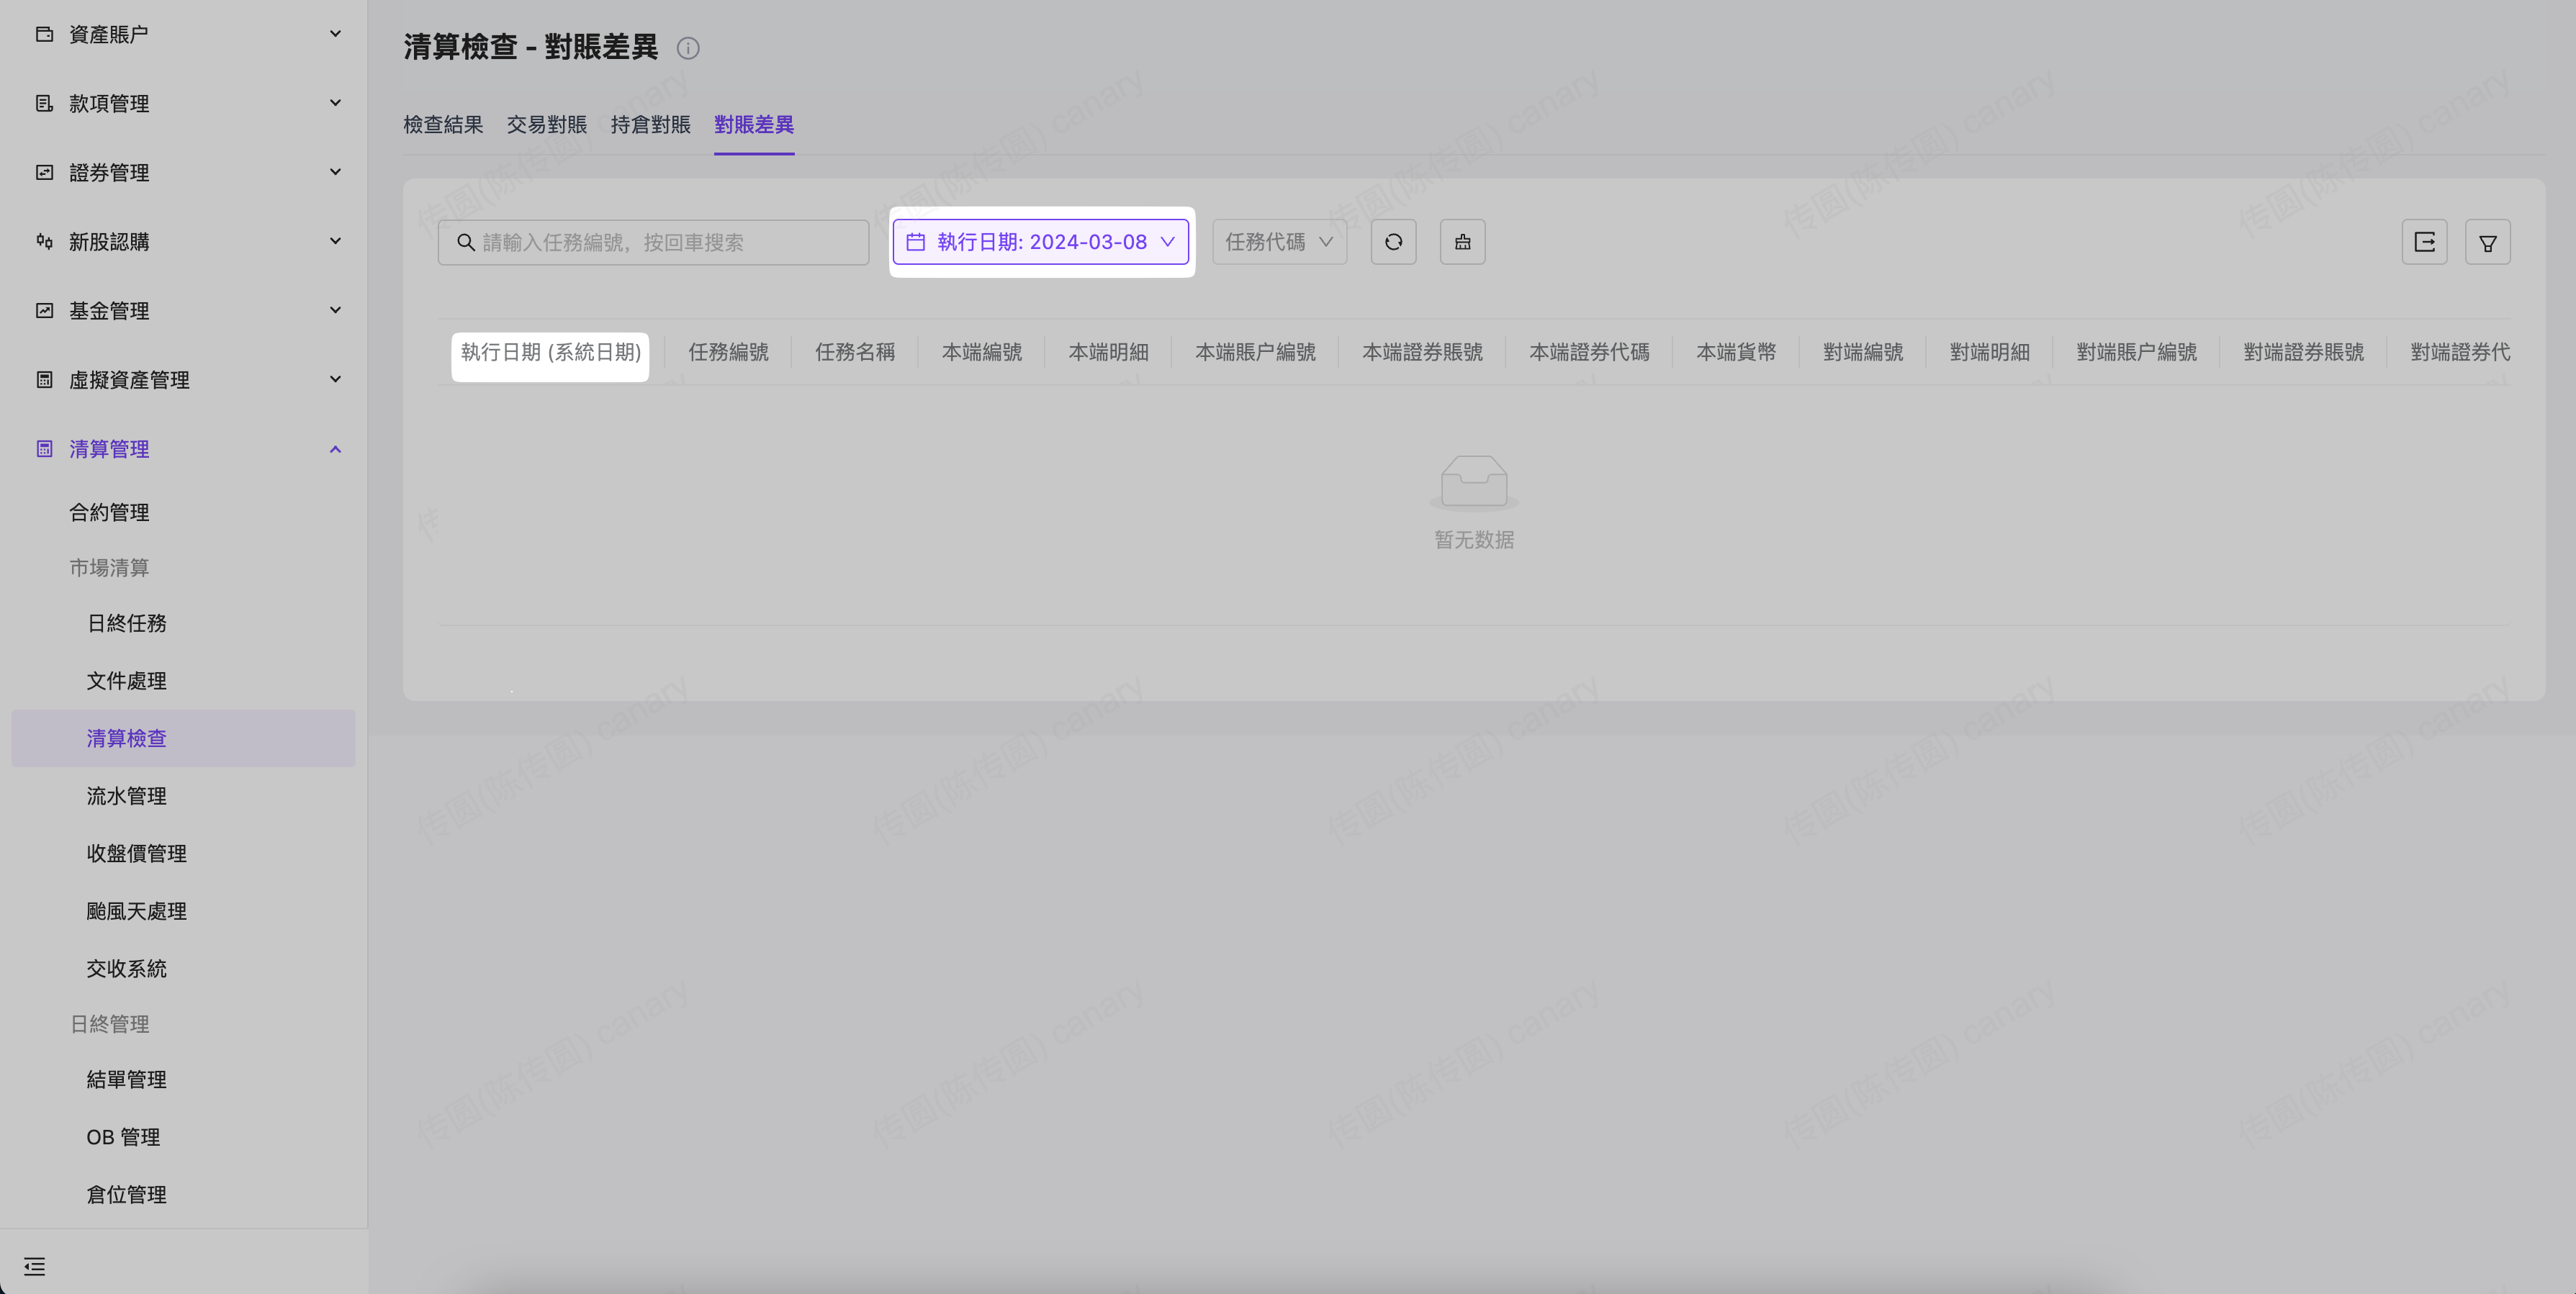 資產賬户
款項管理
證券管理
新股認購
基金管理
虛擬資產管理
清算管理
合約管理
市場清算
日終任務
文件處理
清算檢查
流水管理
收盤價管理
颱風天處理
交收系統
日終管理
結單管理
OB 管理
倉位管理
清算檢查 - 對賬差異
檢查結果 交易對賬 持倉對賬 對賬差異
請輸入任務編號，按回車搜索 執行日期: 2024-03-08 任務代碼
執行日期 (系統日期) 任務編號 任務名稱 本端編號 本端明細 本端賬户編號 本端證券賬號 本端證券代碼 本端貨幣 對端編號 對端明細 對端賬户編號 對端證券賬號 對端證券代
暂无数据
传圆(陈传圆) canary